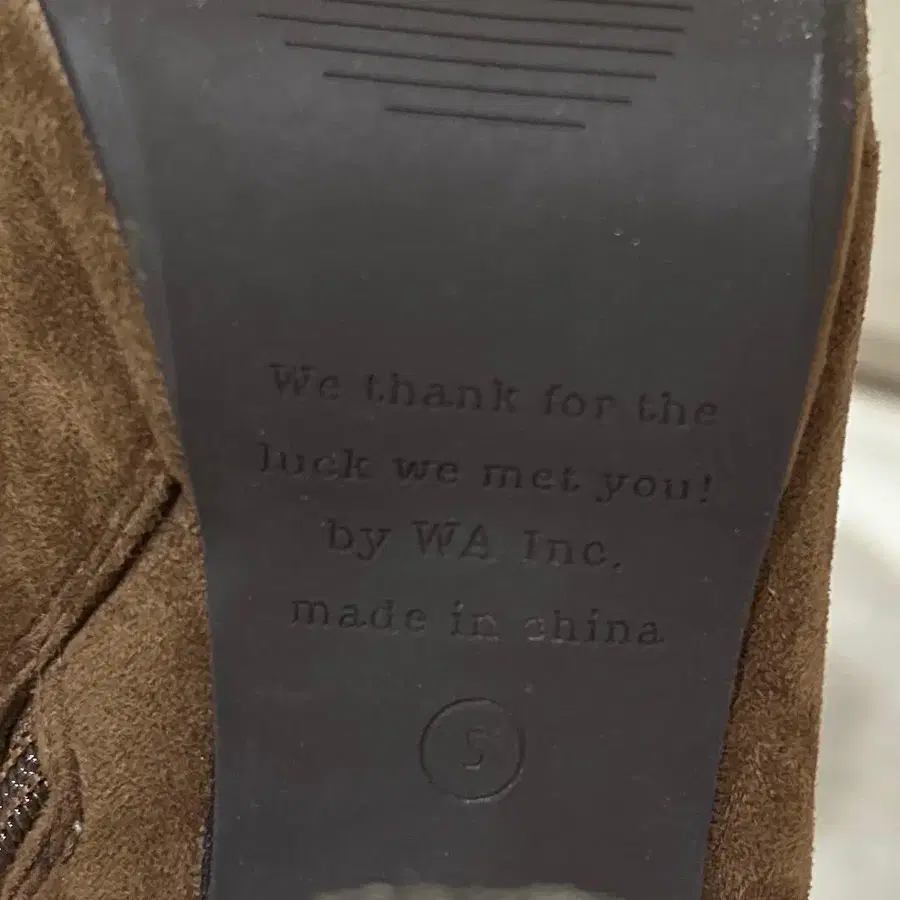 We thank for the
luck we met you!
by WA Inc.
made in china
S